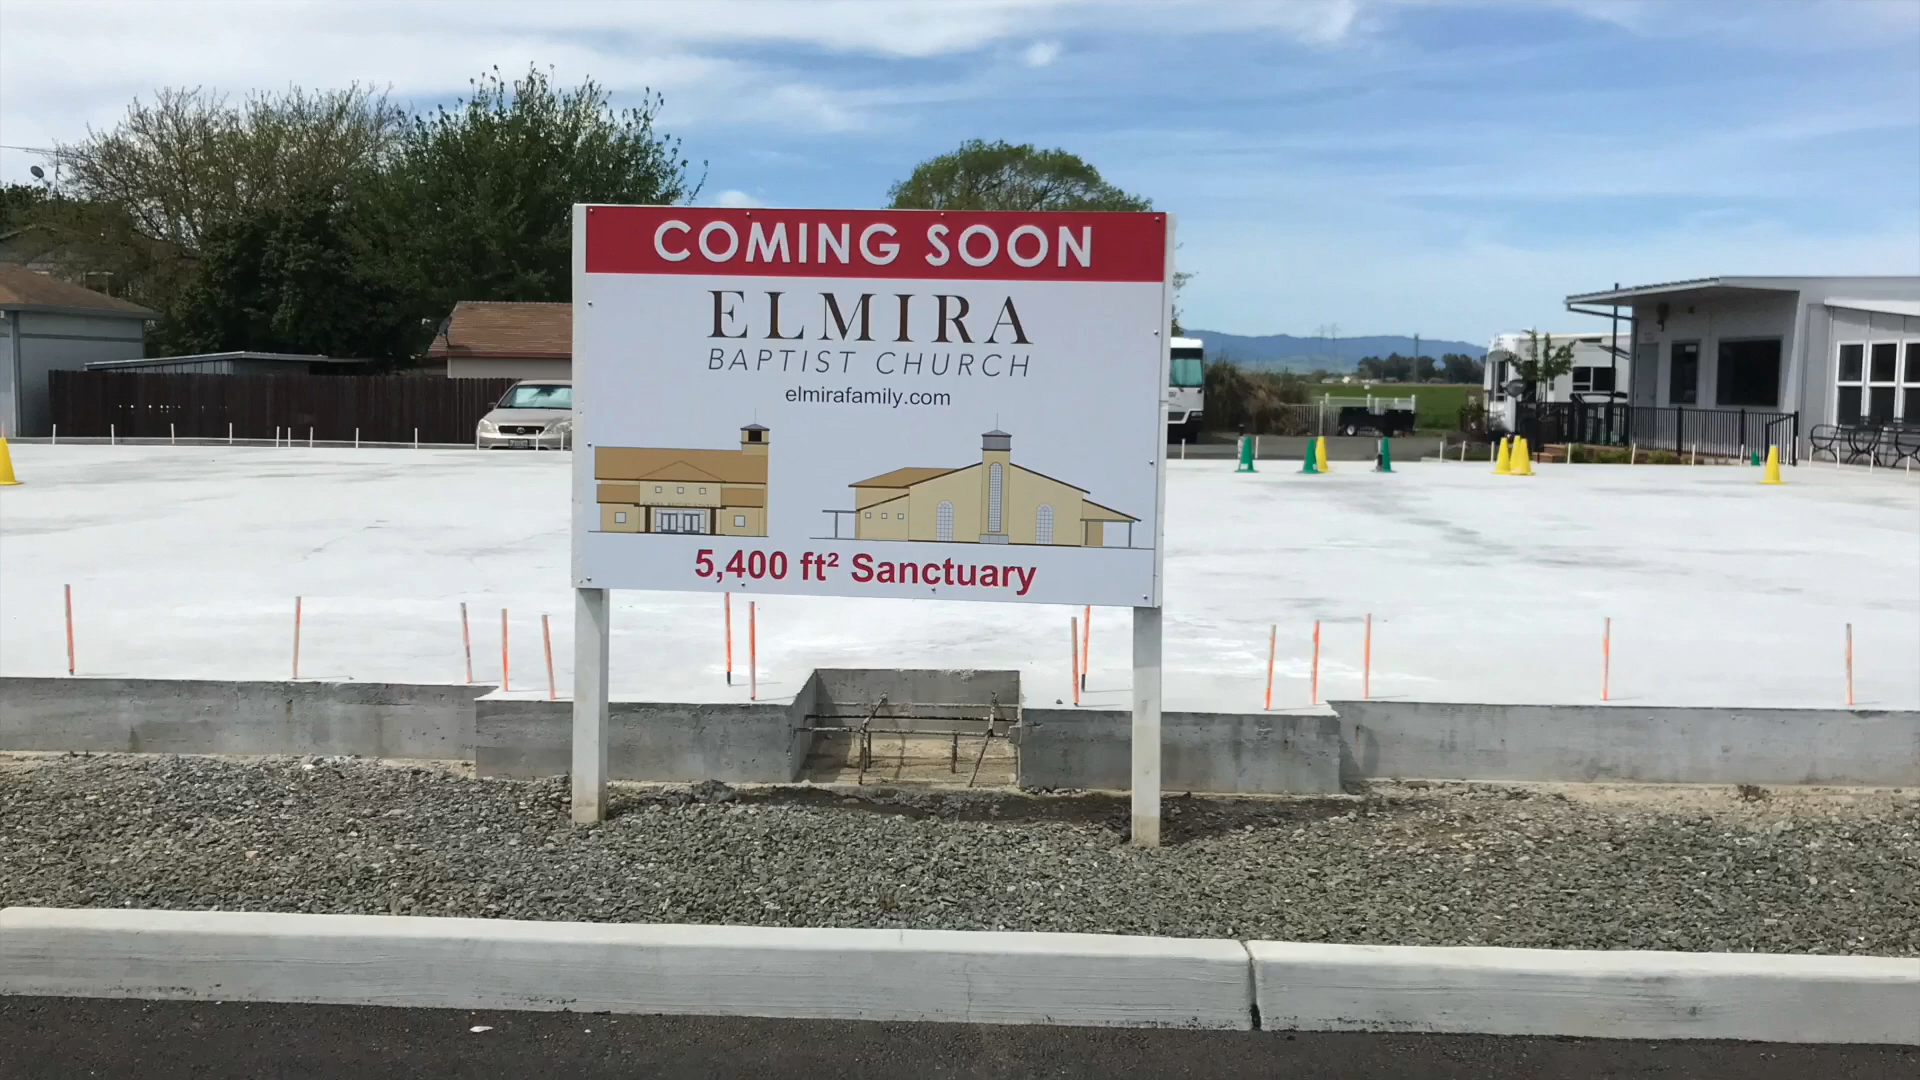 COMING SOON
ELMIRA
BAPTIST CHURCH
elmirafamily.com
5,400 ft² Sanctuary